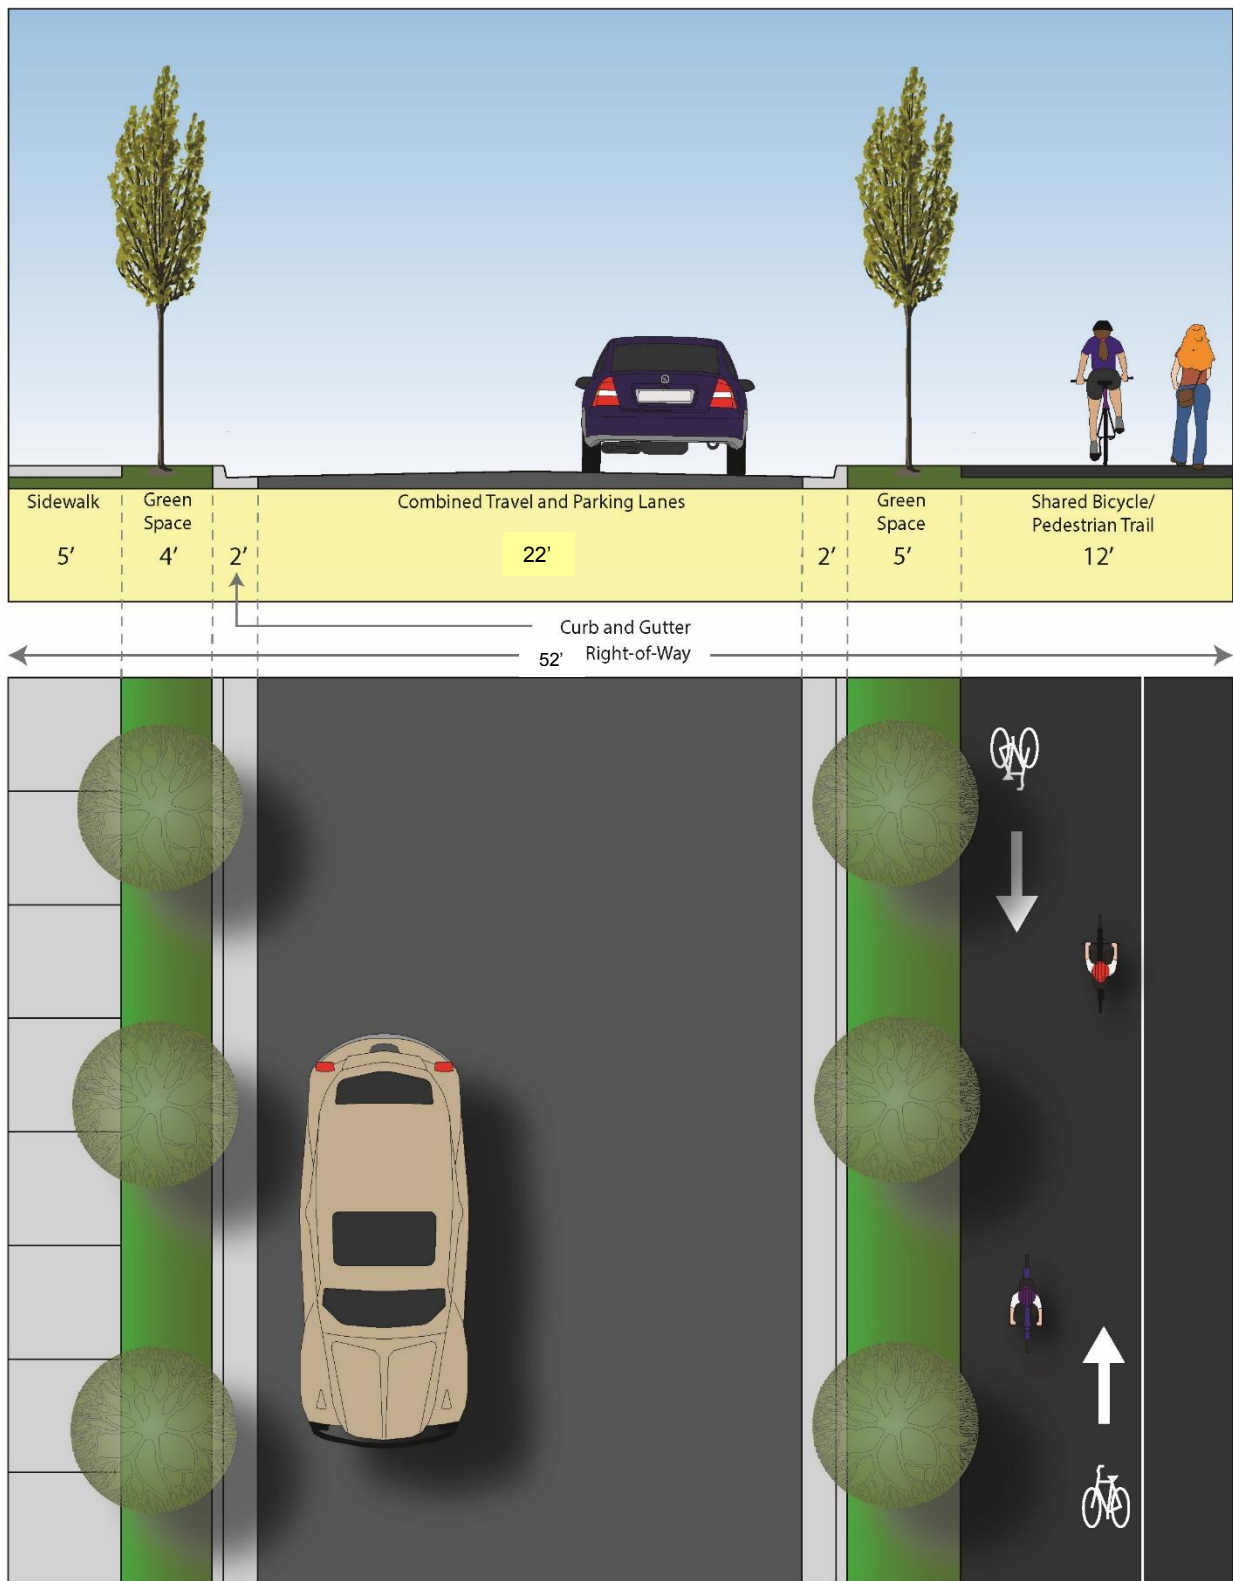 Sidewalk
Green
Space
Combined Travel and Parking Lanes
Green
Space
Shared Bicycle/
Pedestrian Trail
5’
4’
2’
22’
2’
5’
12’
Curb and Gutter
52’ Right-of-Way